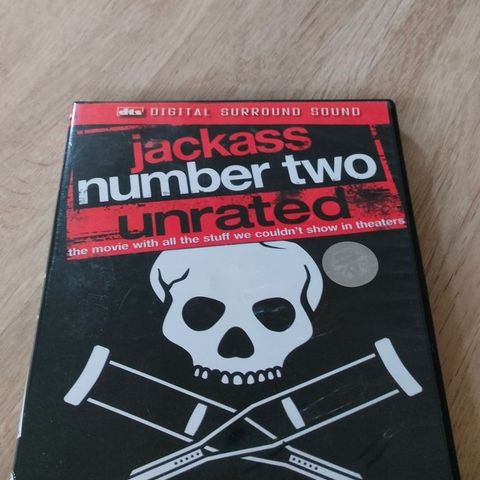 dts DIGITAL SURROUND SOUND
jackass
number two
unrated
the movie with all the stuff we couldn't show in theaters